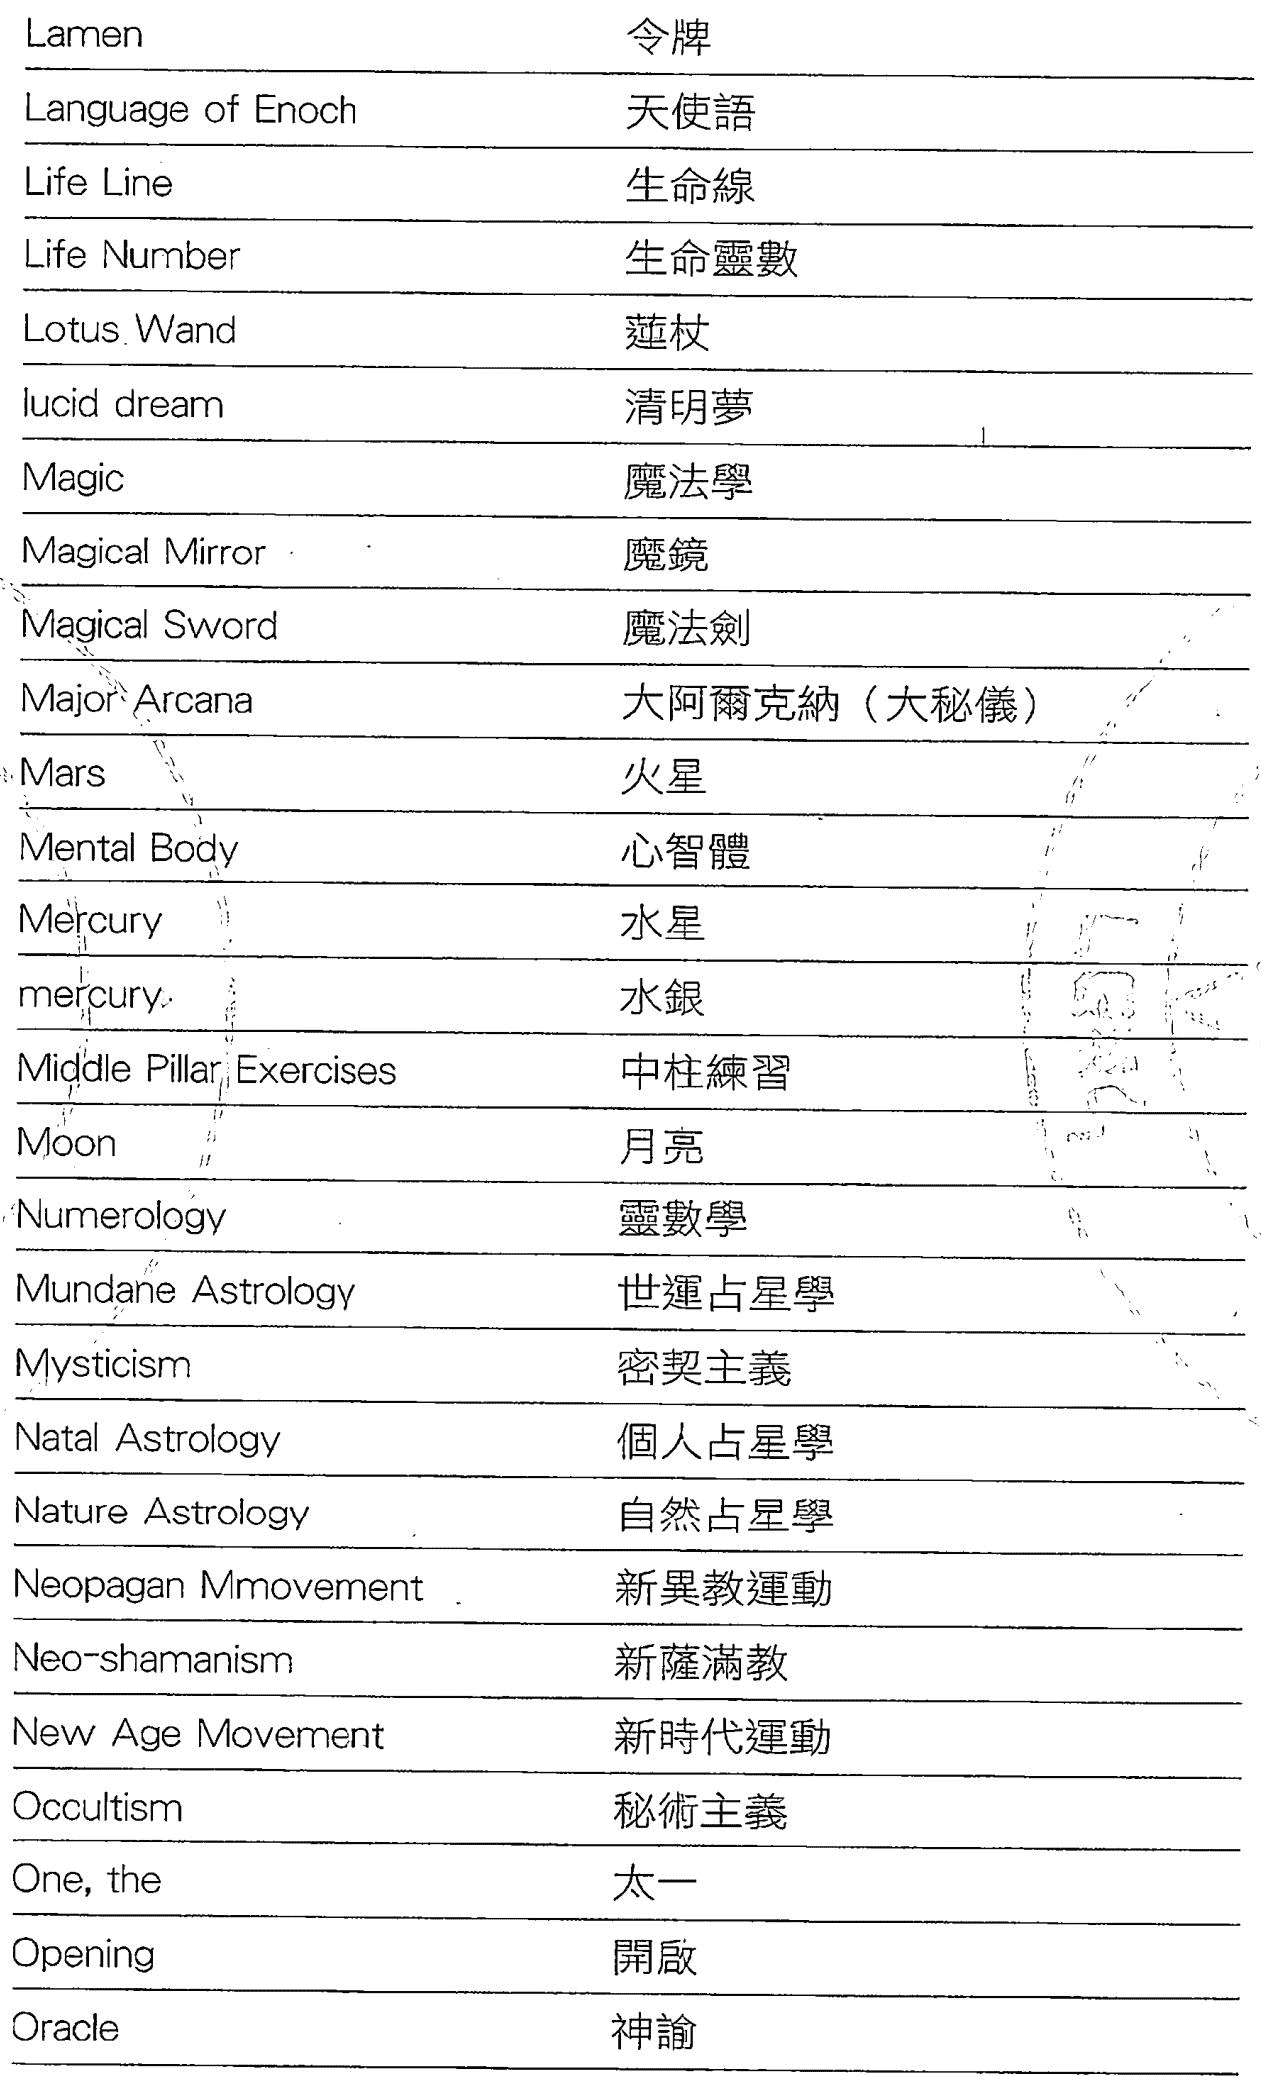 Lamen 令牌
Language of Enoch 天使語
Life Line 生命線
Life Number 生命靈數
Lotus Wand 蓮杖
lucid dream 清明夢
Magic 魔法學
Magical Mirror 魔鏡
Magical Sword 魔法劍
Major Arcana 大阿爾克納（大秘儀）
Mars 火星
Mental Body 心智體
Mercury 水星
mercury 水銀
Middle Pillar Exercises 中柱練習
Moon 月亮
Numerology 靈數學
Mundane Astrology 世運占星學
Mysticism 密契主義
Natal Astrology 個人占星學
Nature Astrology 自然占星學
Neopagan Mmovement 新異教運動
Neo-shamanism 新薩滿教
New Age Movement 新時代運動
Occultism 秘術主義
One, the 太一
Opening 開啟
Oracle 神諭